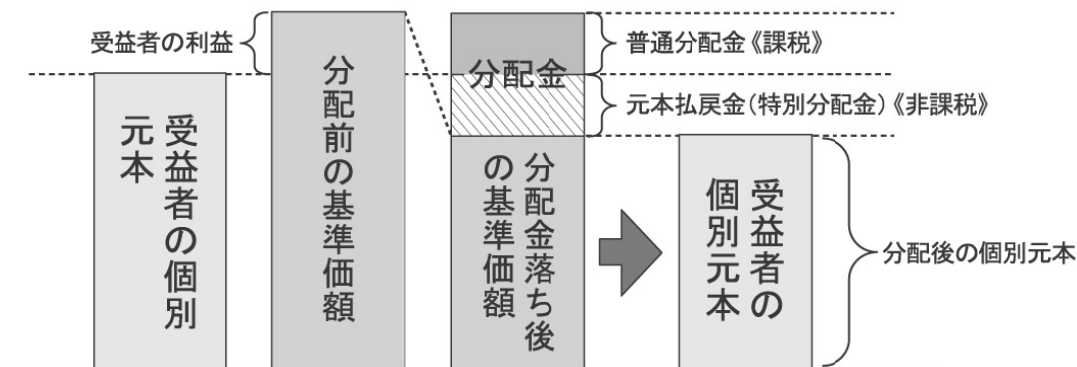 受益者の利益
受益者の個別
元本
分配前の基準価額
分配金
分配金落ち後
の基準価額
普通分配金《課税》
元本払戻金(特別分配金)《非課税》
受益者の
個別元本
分配後の個別元本